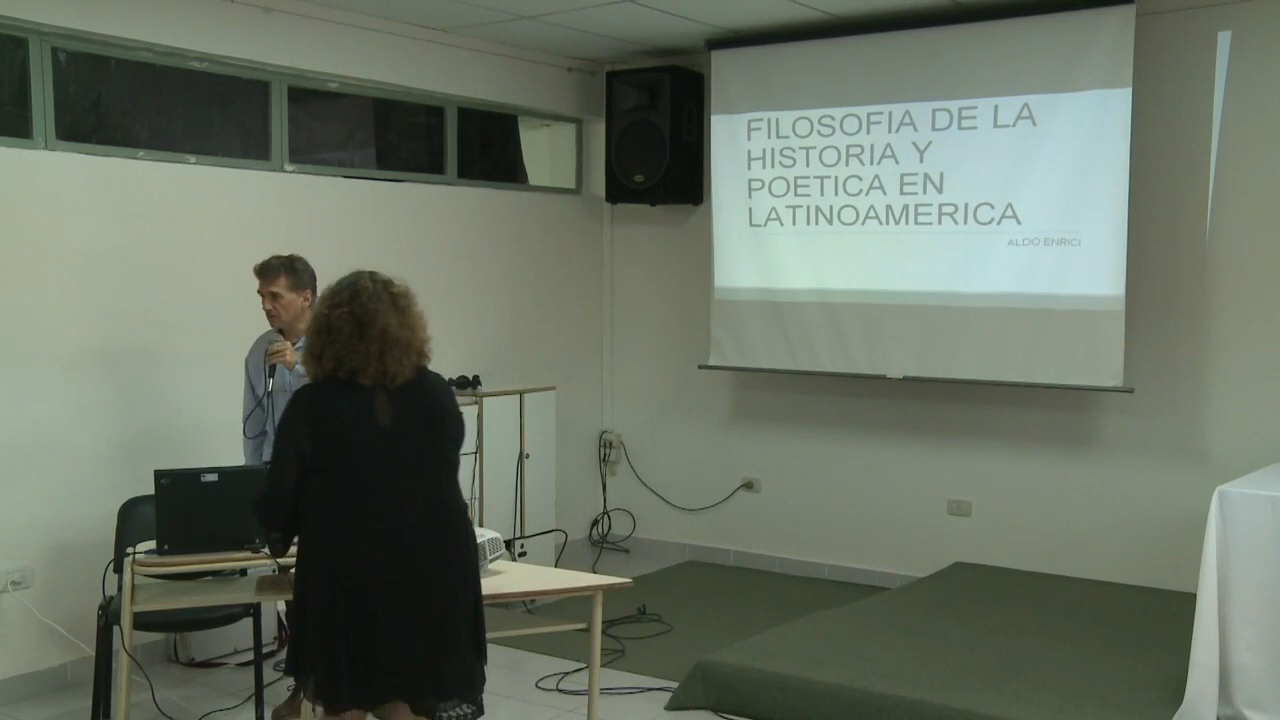 FILOSOFIA DE LA
HISTORIA Y
POETICA EN
LATINOAMERICA
ALDO ENRICI